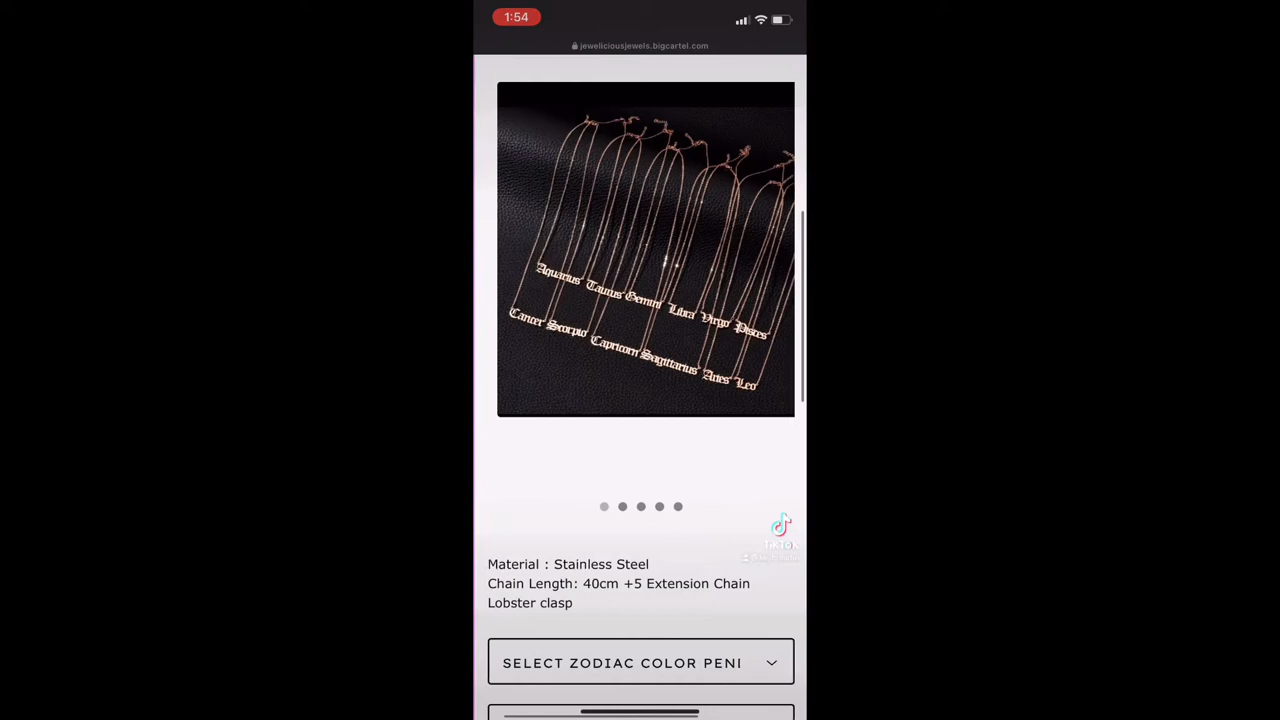 1:54
jeweliciousjewels.bigcartel.com
Aquarius Taurus Gemini Libra Virgo Pisces
Cancer Scorpio Capricorn Sagittarius Aries Leo
TikTok
Material : Stainless Steel
Chain Length: 40cm +5 Extension Chain
Lobster clasp
SELECT ZODIAC COLOR PENI